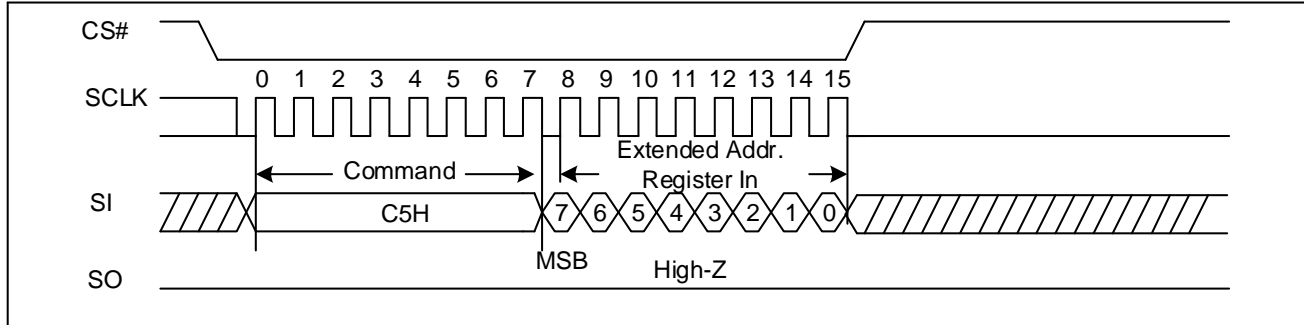 CS#
0 1 2 3 4 5 6 7 8 9 10 11 12 13 14 15
SCLK
Command
Extended Addr.
Register In
SI
C5H
7 6 5 4 3 2 1 0
MSB
High-Z
SO